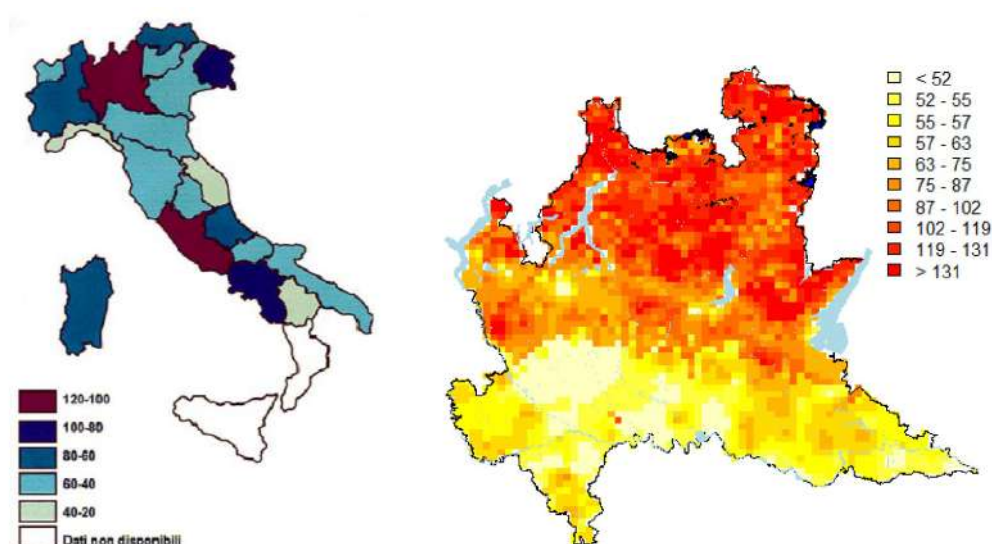 120-100
100-80
80-60
60-40
40-20
Dati non disponibili
< 52
52 - 55
55 - 57
57 - 63
63 - 75
75 - 87
87 - 102
102 - 119
119 - 131
> 131